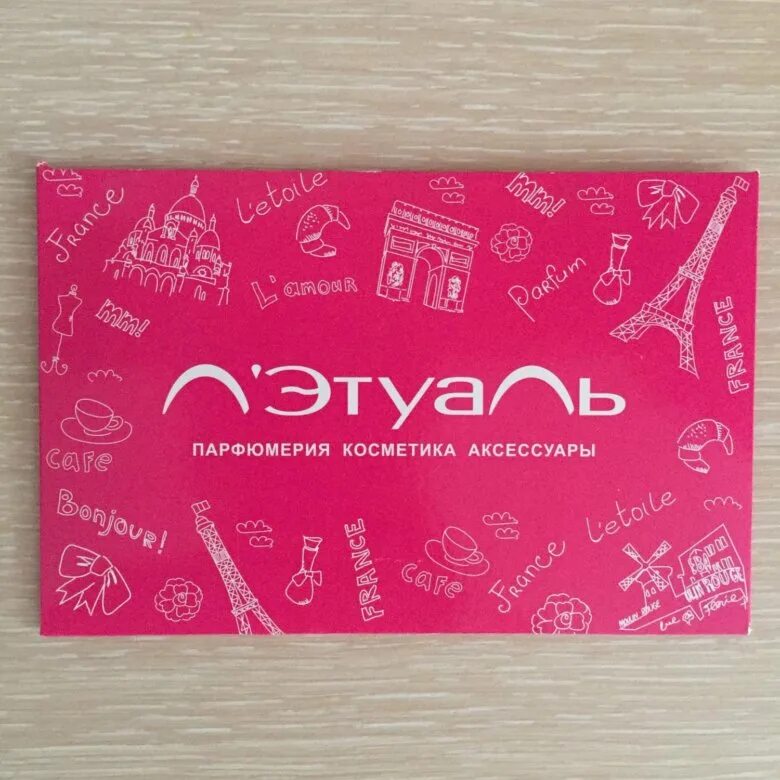 France
L'etoile
mm!
L'amour
Parfum
mm!
FRANCE
Л'ЭТУАЛЬ
ПАРФЮМЕРИЯ КОСМЕТИКА АКСЕССУАРЫ
cafe
Bonjour!
L'etoile
FRANCE
cafe
France
MOULIN ROUGE